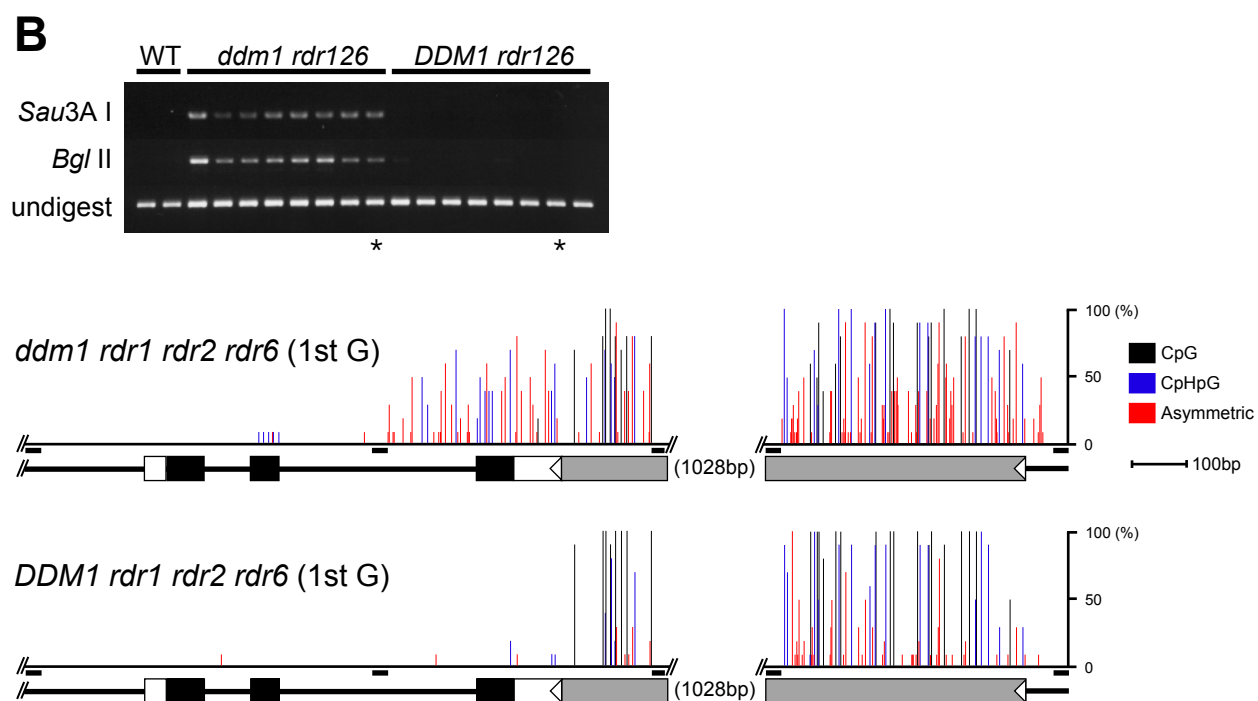 B
WT ddm1 rdr126 DDM1 rdr126
Sau3A I
Bgl II
undigest
* *
ddm1 rdr1 rdr2 rdr6 (1st G)
100 (%)
50
0
CpG
CpHpG
Asymmetric
100bp
(1028bp)
DDM1 rdr1 rdr2 rdr6 (1st G)
100 (%)
50
0
(1028bp)